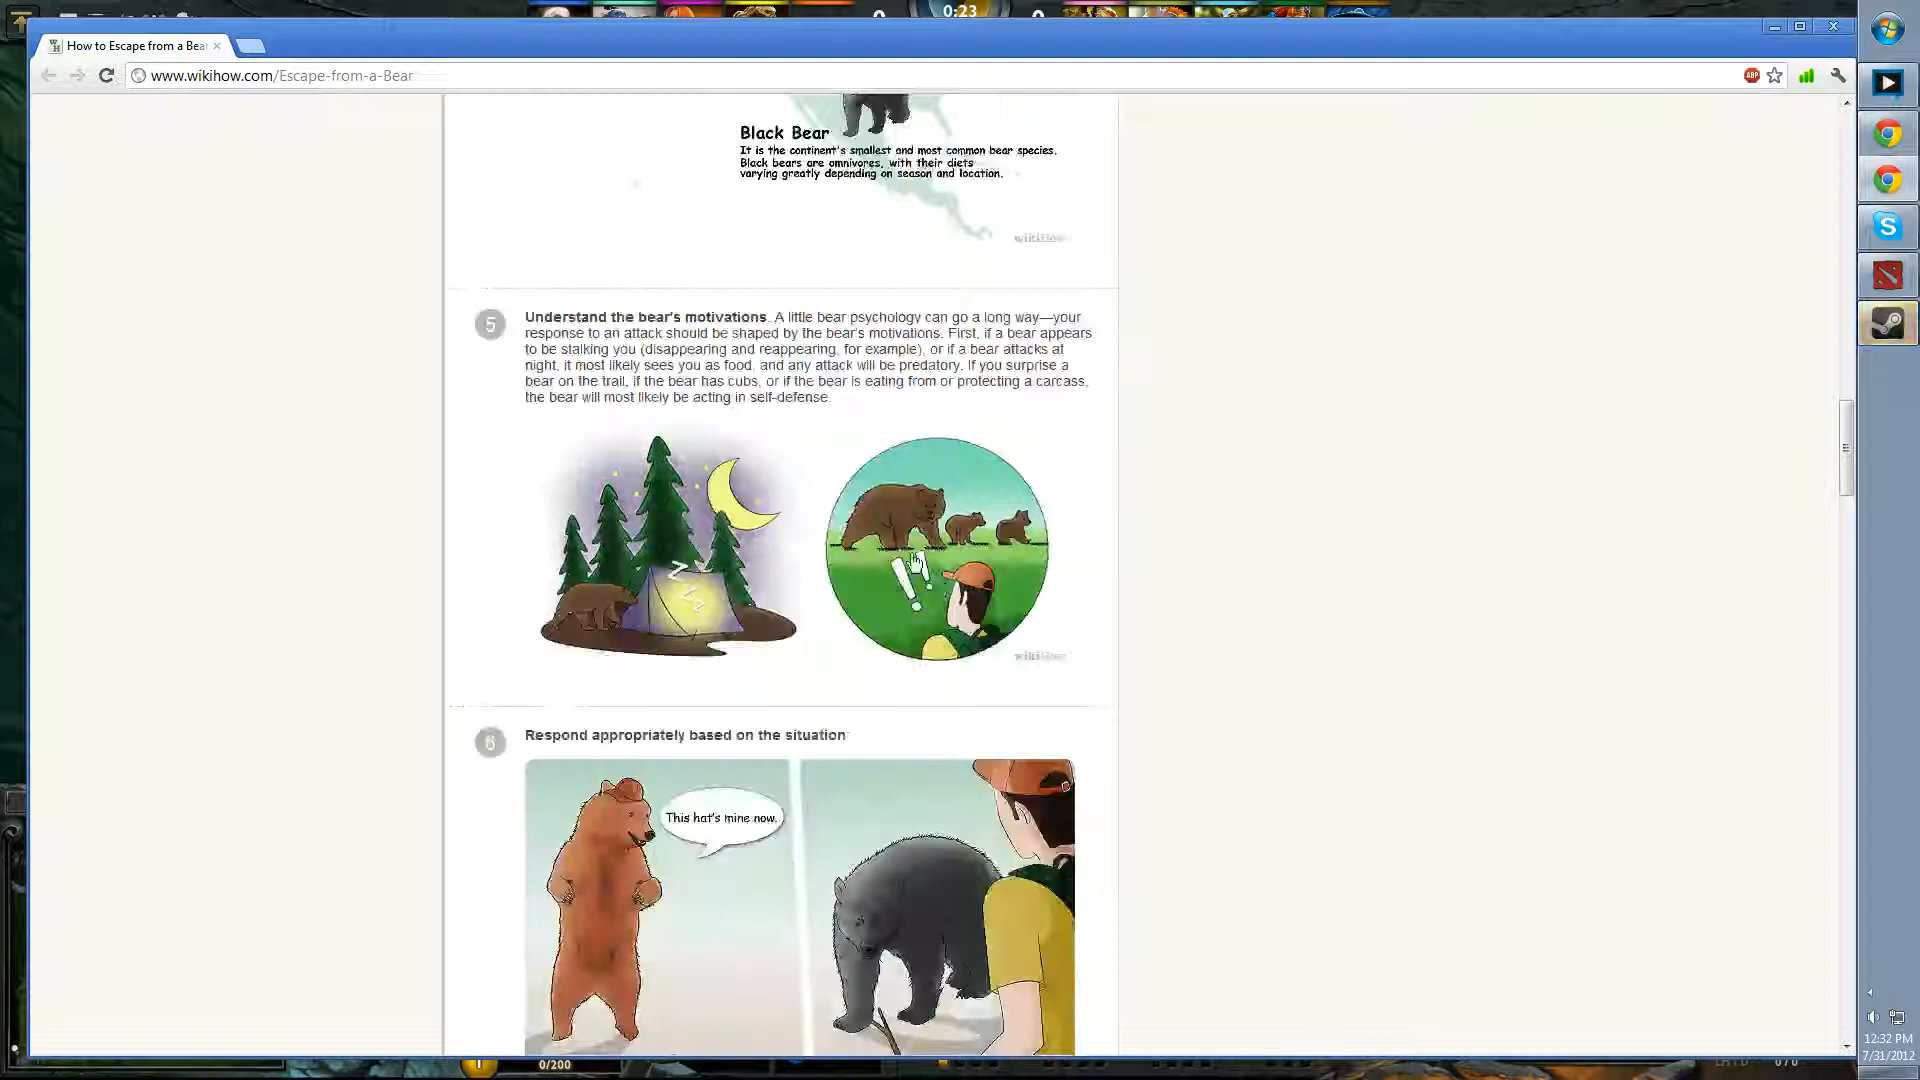 0:23
How to Escape from a Bea
www.wikihow.com/Escape-from-a-Bear
ABP
Black Bear
It is the continent's smallest and most common bear species.
Black bears are omnivores, with their diets
varying greatly depending on season and location.
wikiHow
5
Understand the bear's motivations. A little bear psychology can go a long way—your
response to an attack should be shaped by the bear's motivations. First, if a bear appears
to be stalking you (disappearing and reappearing, for example), or if a bear attacks at
night, it most likely sees you as food, and any attack will be predatory. If you surprise a
bear on the trail, if the bear has cubs, or if the bear is eating from or protecting a carcass,
the bear will most likely be acting in self-defense.
Z
Z
Z
!!
wikiHow
6
Respond appropriately based on the situation:
This hat's mine now.
0/200
12:32 PM
7/31/2012